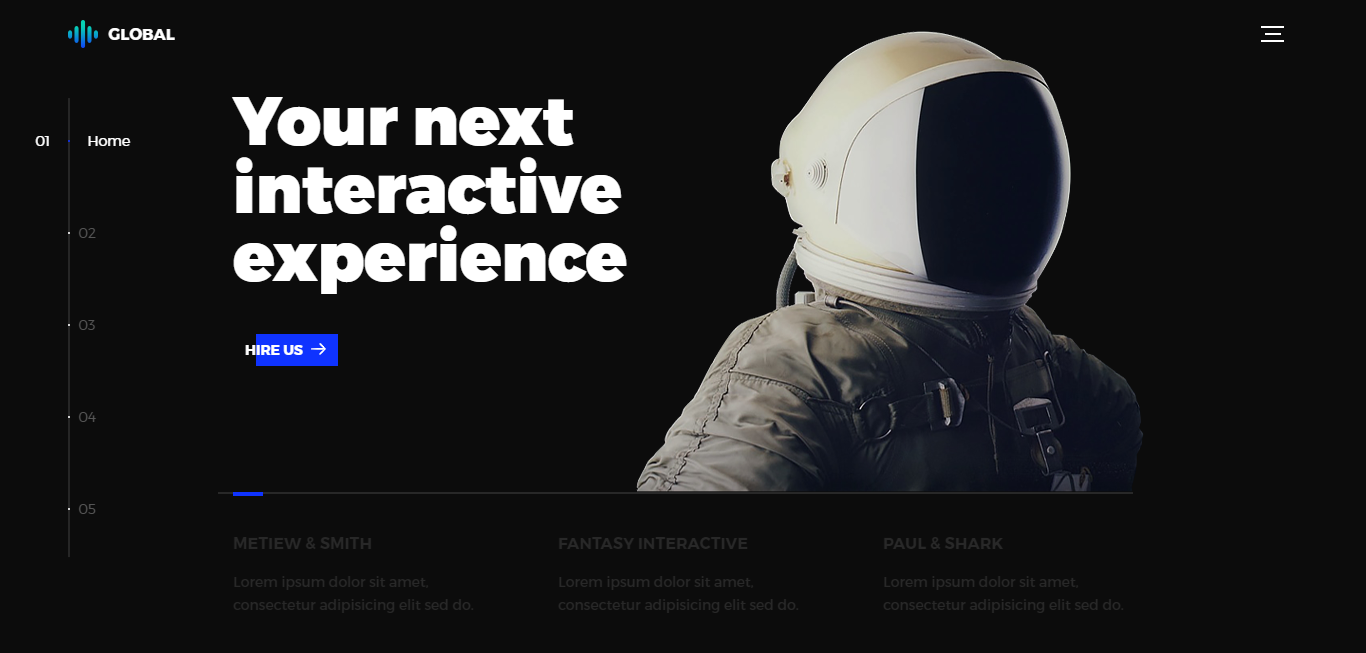 GLOBAL
01 Home
Your next
interactive
experience
02
03
HIRE US
04
05
METIEW & SMITH
Lorem ipsum dolor sit amet,
consectetur adipisicing elit sed do.
FANTASY INTERACTIVE
Lorem ipsum dolor sit amet,
consectetur adipisicing elit sed do.
PAUL & SHARK
Lorem ipsum dolor sit amet,
consectetur adipisicing elit sed do.